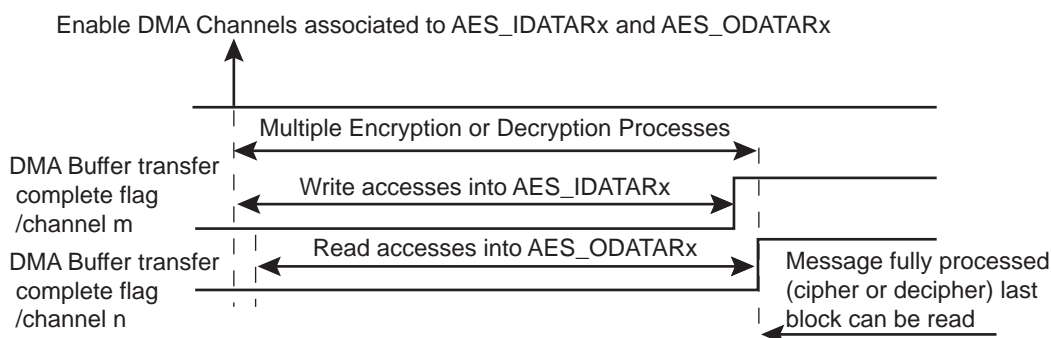 Enable DMA Channels associated to AES_IDATARx and AES_ODATARx
Multiple Encryption or Decryption Processes
DMA Buffer transfer
complete flag
/channel m
Write accesses into AES_IDATARx
DMA Buffer transfer
complete flag
/channel n
Read accesses into AES_ODATARx
Message fully processed
(cipher or decipher) last
block can be read